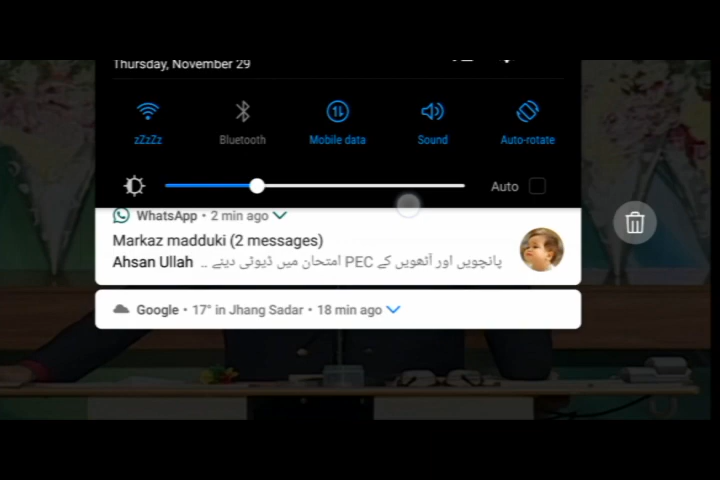 Thursday, November 29
zZzZz Bluetooth Mobile data Sound Auto-rotate
Auto
WhatsApp • 2 min ago
Markaz madduki (2 messages)
Ahsan Ullah پانچویں اور آٹھویں کے PEC امتحان میں ڈیوٹی دینے ..
Google • 17° in Jhang Sadar • 18 min ago